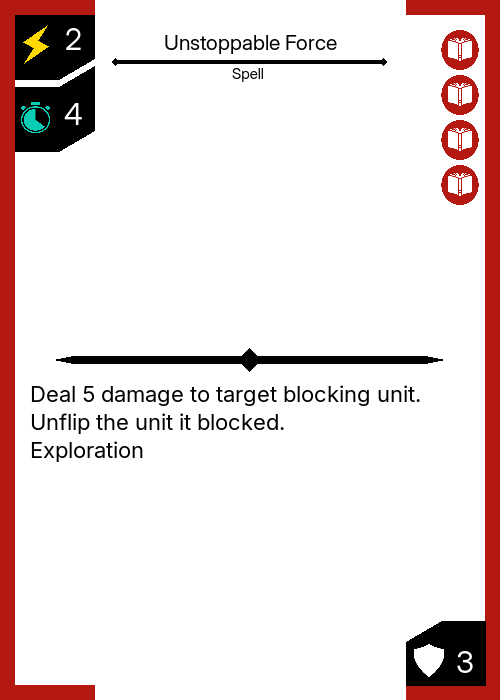 2
Unstoppable Force
Spell
4
Deal 5 damage to target blocking unit.
Unflip the unit it blocked.
Exploration
3